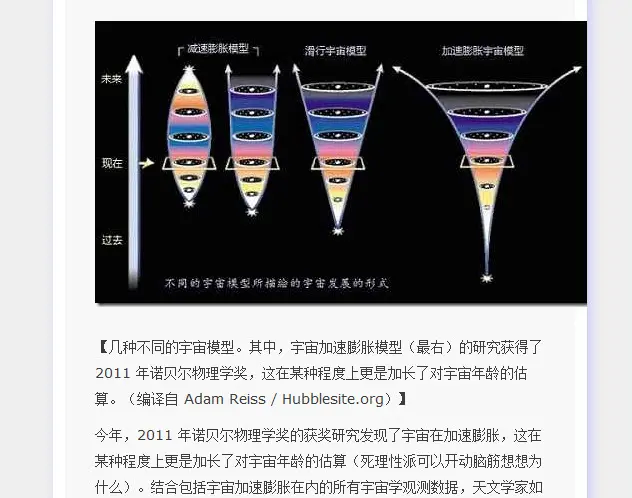 减速膨胀模型
滑行宇宙模型
加速膨胀宇宙模型
未来
现在
过去
不同的宇宙模型所描绘的宇宙发展的形式
【几种不同的宇宙模型。其中，宇宙加速膨胀模型（最右）的研究获得了
2011 年诺贝尔物理学奖，这在某种程度上更是加长了对宇宙年龄的估
算。（编译自 Adam Reiss / Hubblesite.org）】
今年，2011 年诺贝尔物理学奖的获奖研究发现了宇宙在加速膨胀，这在
某种程度上更是加长了对宇宙年龄的估算（死理性派可以开动脑筋想想为
什么）。结合包括宇宙加速膨胀在内的所有宇宙学观测数据，天文学家如